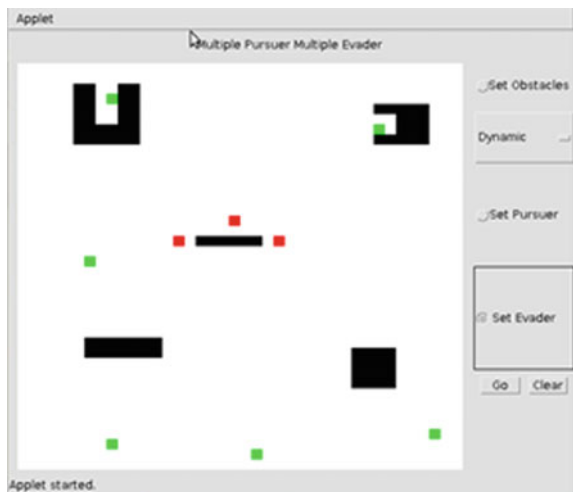 Applet
Multiple Pursuer Multiple Evader
Set Obstacles
Dynamic
Set Pursuer
Set Evader
Go Clear
Applet started.